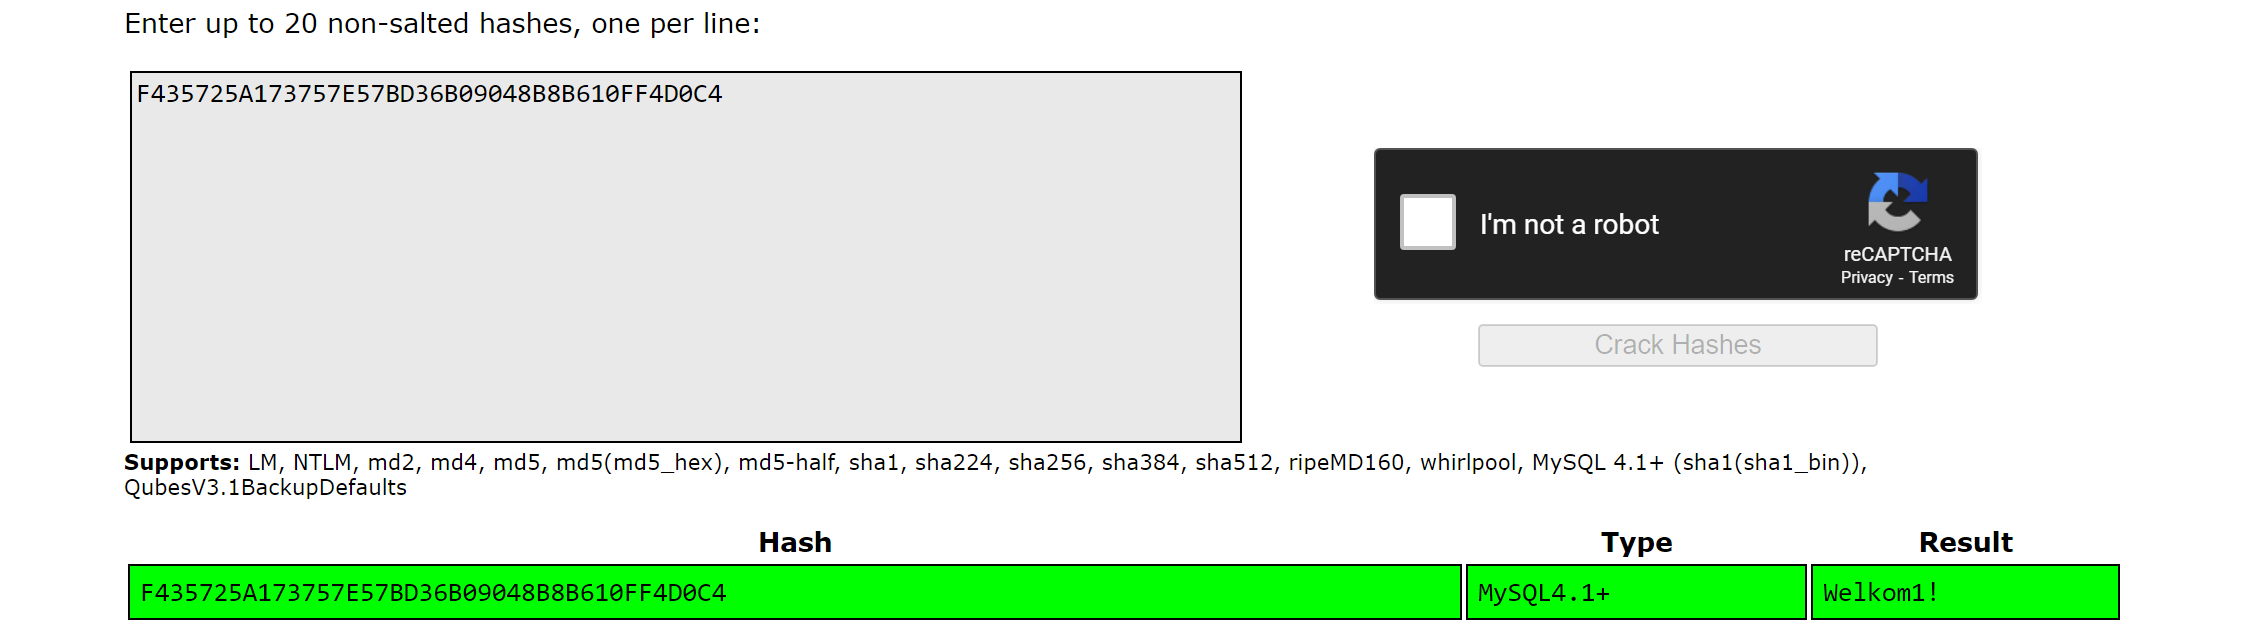 Enter up to 20 non-salted hashes, one per line:
F435725A173757E57BD36B09048B8B610FF4D0C4
I'm not a robot
reCAPTCHA
Privacy - Terms
Crack Hashes
Supports: LM, NTLM, md2, md4, md5, md5(md5_hex), md5-half, sha1, sha224, sha256, sha384, sha512, ripeMD160, whirlpool, MySQL 4.1+ (sha1(sha1_bin)),
QubesV3.1BackupDefaults
Hash Type Result
F435725A173757E57BD36B09048B8B610FF4D0C4 MySQL4.1+ Welkom1!